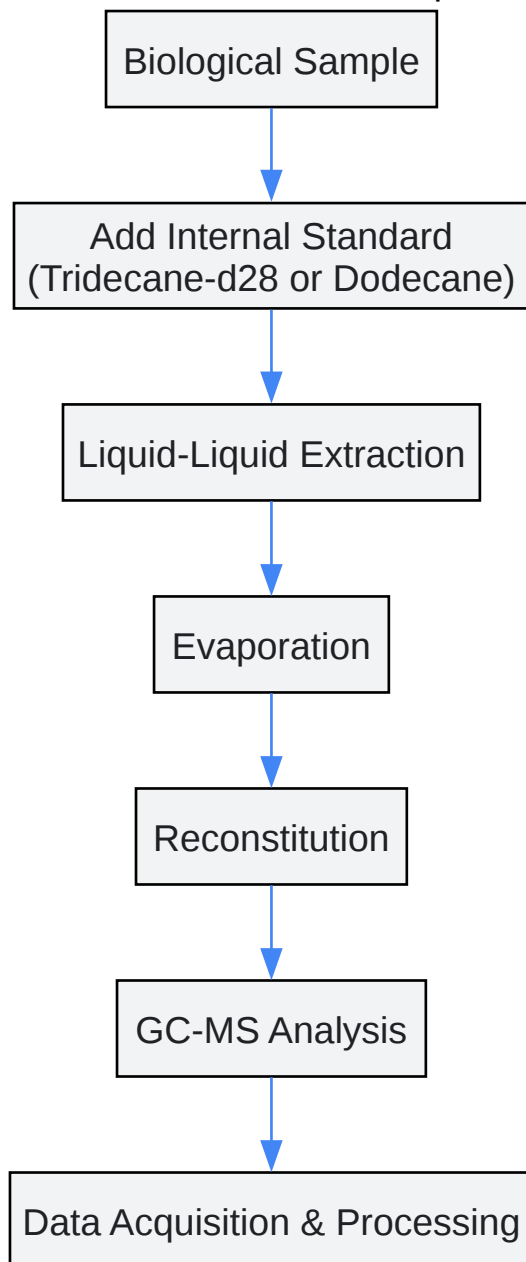 Biological Sample
Add Internal Standard
(Tridecane-d28 or Dodecane)
Liquid-Liquid Extraction
Evaporation
Reconstitution
GC-MS Analysis
Data Acquisition & Processing